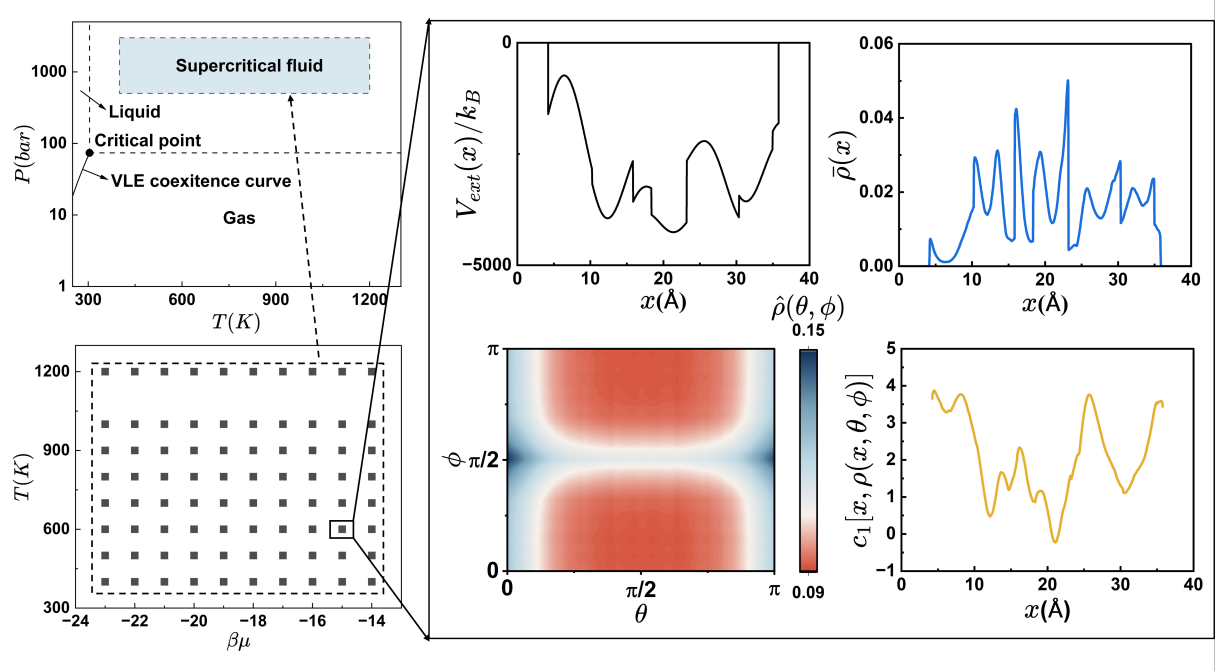 1000
100
10
1
P(bar)
Supercritical fluid
Liquid
Critical point
VLE coexitence curve
Gas
300
600
900
1200
T(K)
1200
900
600
300
T(K)
−24
−22
−20
−18
−16
−14
βμ
0
−5000
V_ext(x)/k_B
0
10
20
30
40
x(Å)
0.06
0.04
0.02
0.00
ρ̄(x)
0
10
20
30
40
x(Å)
ρ̂(θ, ϕ)
0.15
0.09
π
π/2
0
ϕ
0
π/2
π
θ
5
4
3
2
1
0
−1
c₁[x, ρ(x, θ, ϕ)]
0
10
20
30
40
x(Å)